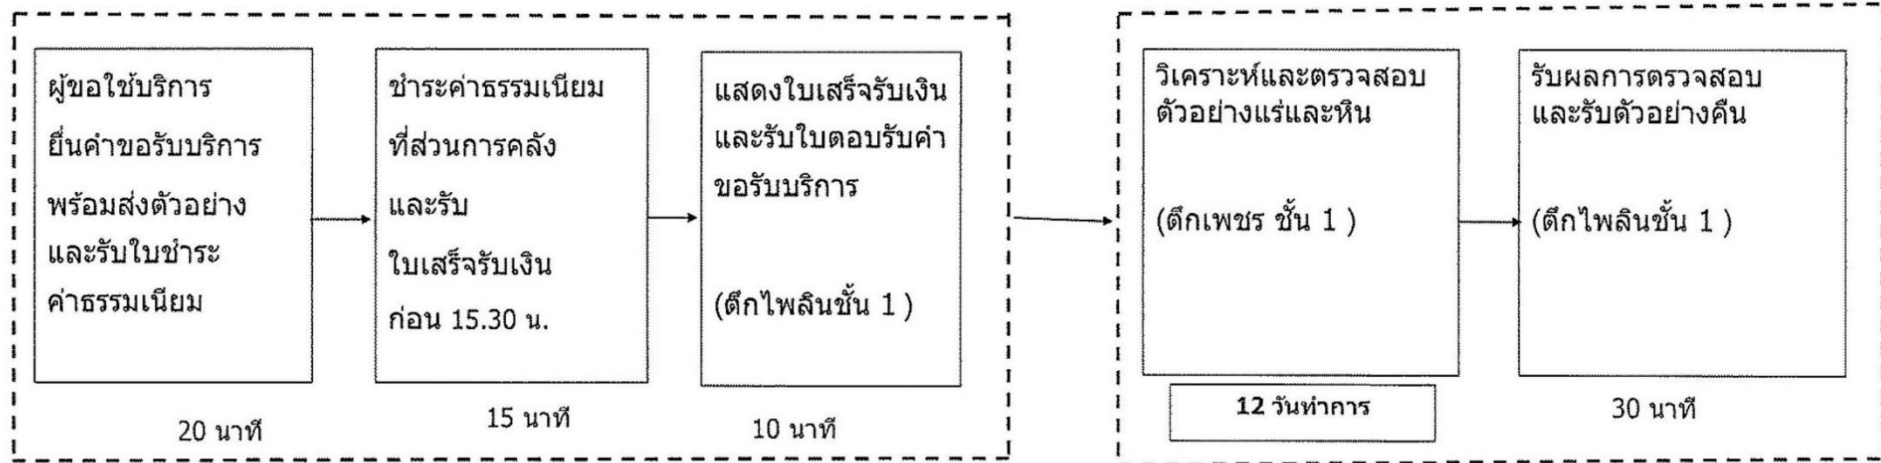 ผู้ขอใช้บริการ
ยื่นคำขอรับบริการ
พร้อมส่งตัวอย่าง
และรับใบชำระ
ค่าธรรมเนียม
20 นาที
ชำระค่าธรรมเนียม
ที่ส่วนการคลัง
และรับ
ใบเสร็จรับเงิน
ก่อน 15.30 น.
15 นาที
แสดงใบเสร็จรับเงิน
และรับใบตอบรับคำ
ขอรับบริการ
(ตึกไพลินชั้น 1 )
10 นาที
วิเคราะห์และตรวจสอบ
ตัวอย่างแร่และหิน
(ตึกเพชร ชั้น 1 )
12 วันทำการ
รับผลการตรวจสอบ
และรับตัวอย่างคืน
(ตึกไพลินชั้น 1 )
30 นาที